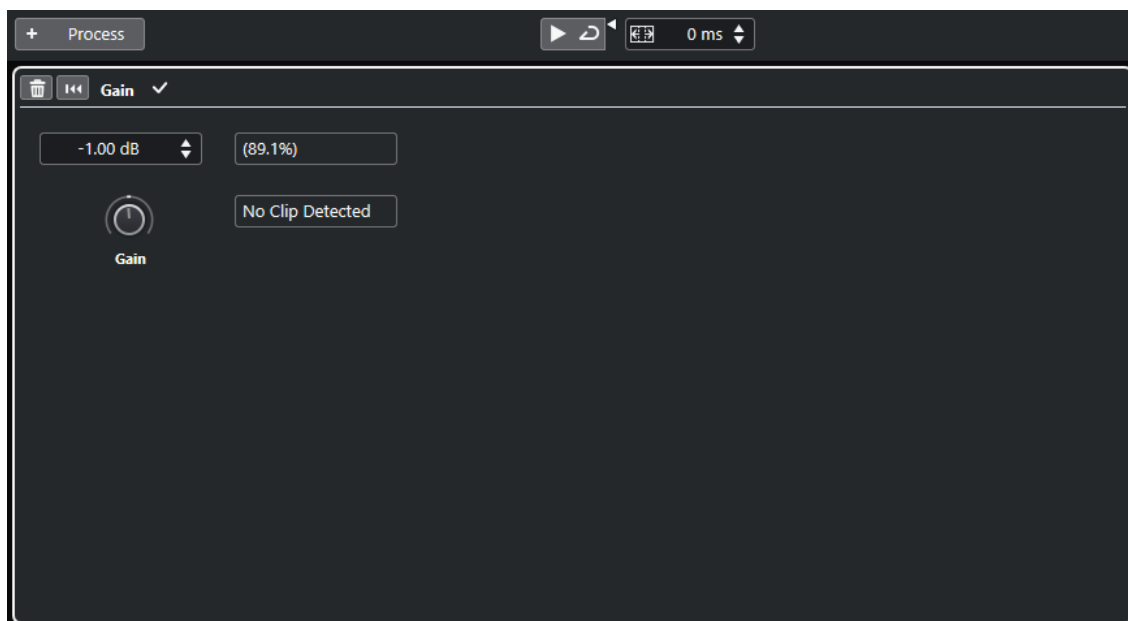 + Process
0 ms
Gain
-1.00 dB
(89.1%)
No Clip Detected
Gain